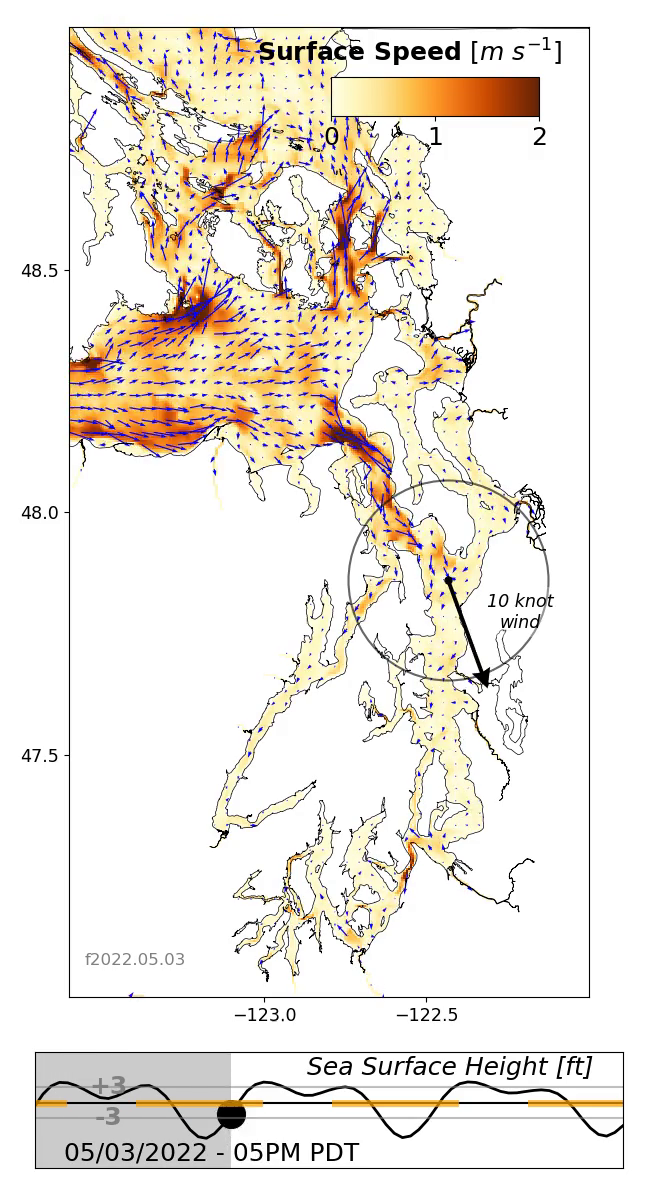 Surface Speed [m s⁻¹]
0 1 2
48.5
48.0
10 knot
wind
47.5
f2022.05.03
−123.0 −122.5
Sea Surface Height [ft]
+3
-3
05/03/2022 - 05PM PDT